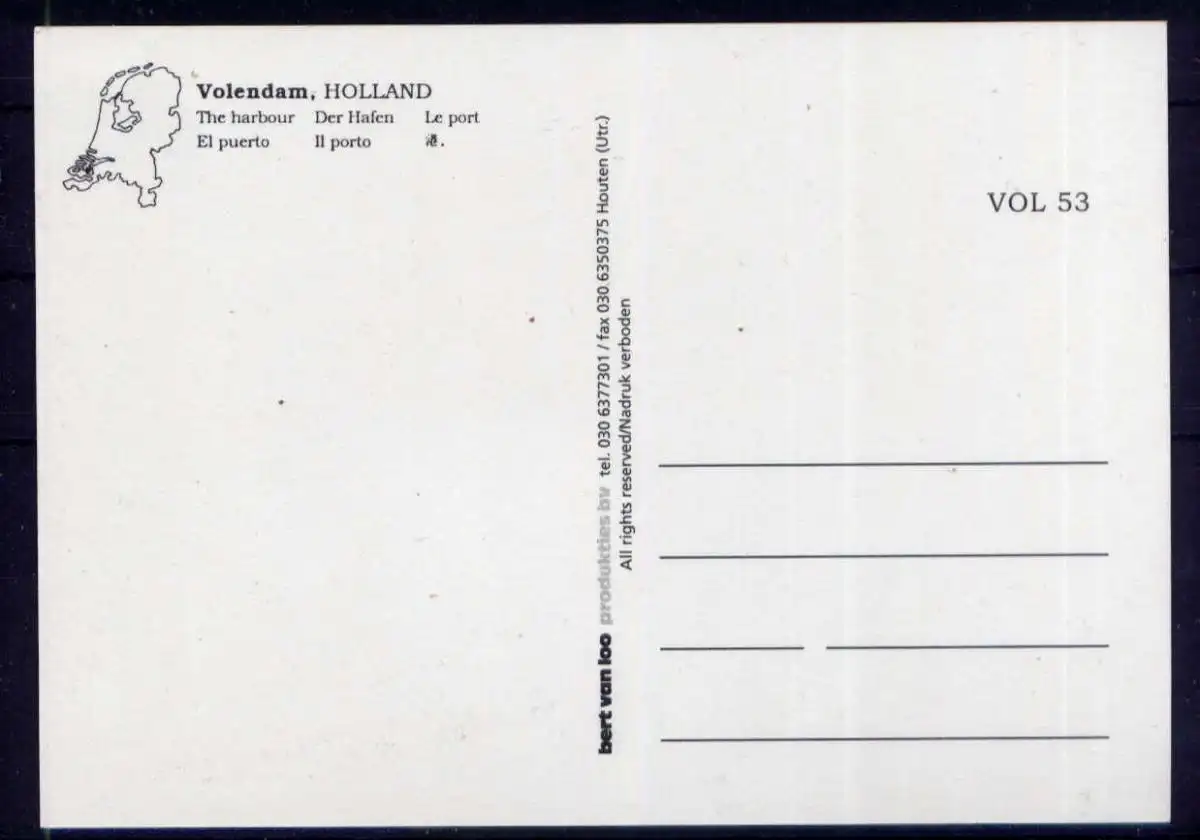 Volendam, HOLLAND
The harbour Der Hafen Le port
El puerto Il porto 港.
VOL 53
bert van loo produkties bv tel. 030 6377301 / fax 030 6350375 Houten (Utr.)
All rights reserved/Nadruk verboden